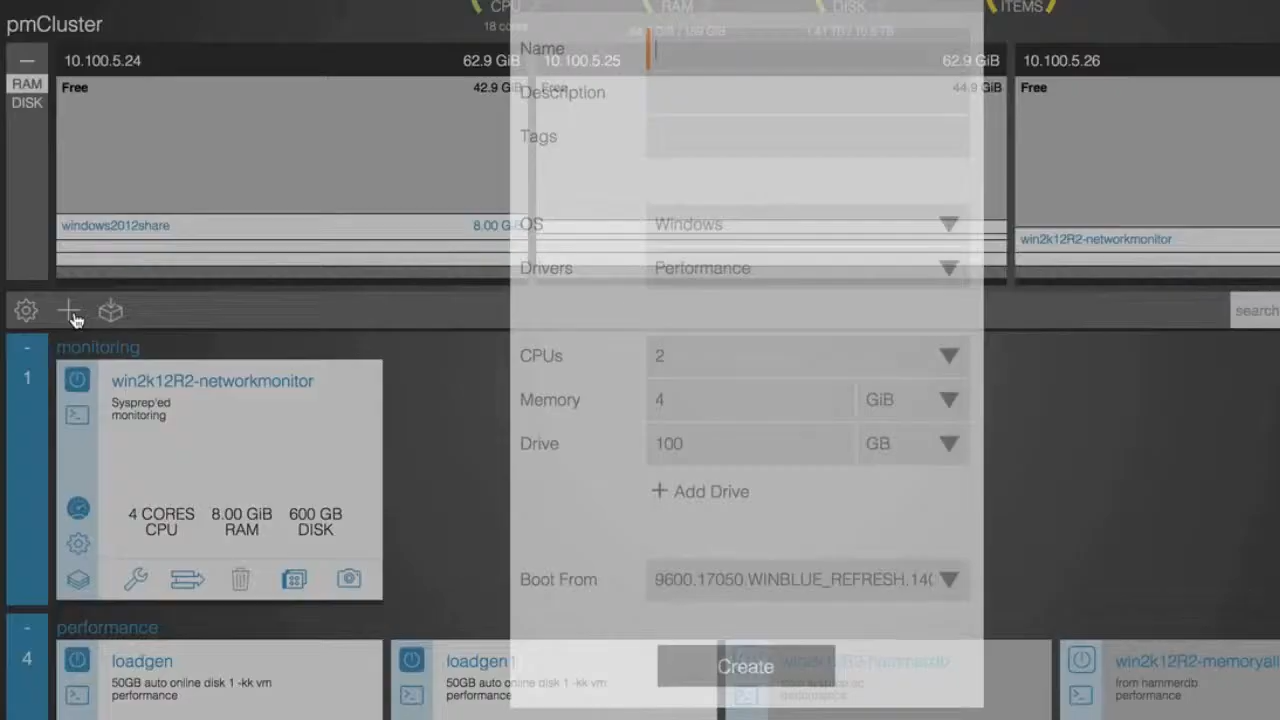 CPU RAM DISK ITEMS
pmCluster
18 cores
10.100.5.24 62.9 GiB 10.100.5.25 62.9 GiB 10.100.5.26
Name
RAM
DISK
Free 42.9 GiB Free 44.9 GiB Free
Description
Tags
windows2012share 8.00 G
OS Windows
win2k12R2-networkmonitor
Drivers Performance
search
monitoring
-
1
CPUs 2
win2k12R2-networkmonitor
Sysprep'ed
monitoring
Memory 4 GiB
Drive 100 GB
+ Add Drive
4 CORES 8.00 GiB 600 GB
CPU RAM DISK
Boot From 9600.17050.WINBLUE_REFRESH.140
performance
-
4
loadgen
50GB auto online disk 1 -kk vm
performance
loadgen1
50GB auto online disk 1 -kk vm
performance
Create
performance
win2k12R2-memoryall
from hammerdb
performance